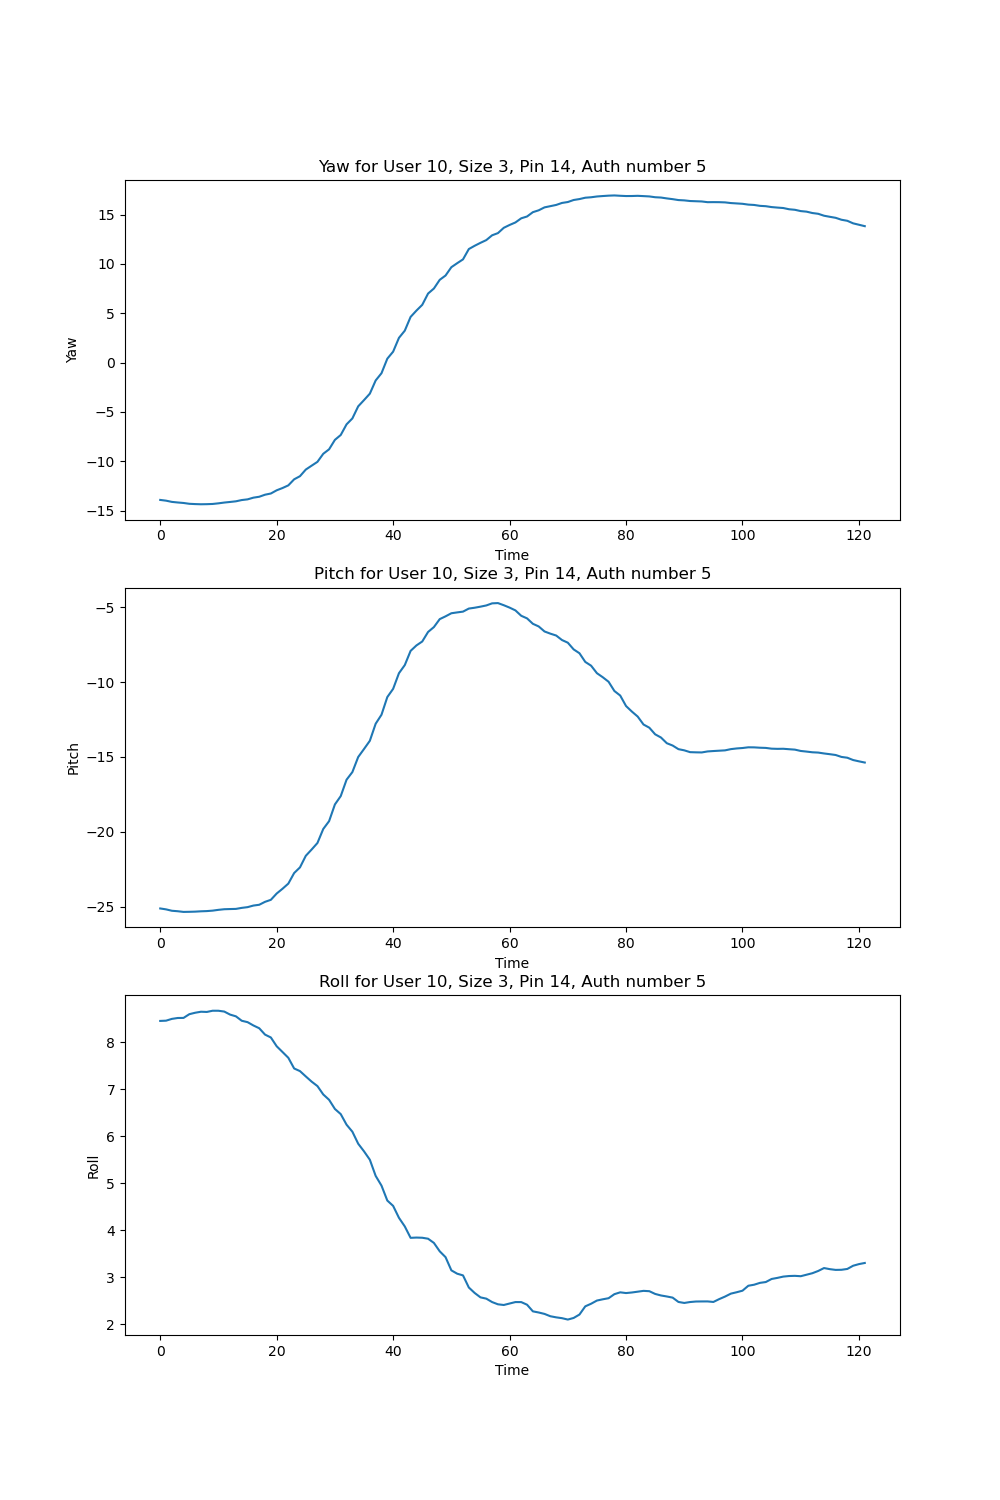 Yaw for User 10, Size 3, Pin 14, Auth number 5
15
10
5
0
−5
−10
−15
Yaw
0 20 40 60 80 100 120
Time
Pitch for User 10, Size 3, Pin 14, Auth number 5
−5
−10
−15
−20
−25
Pitch
0 20 40 60 80 100 120
Time
Roll for User 10, Size 3, Pin 14, Auth number 5
8
7
6
5
4
3
2
Roll
0 20 40 60 80 100 120
Time